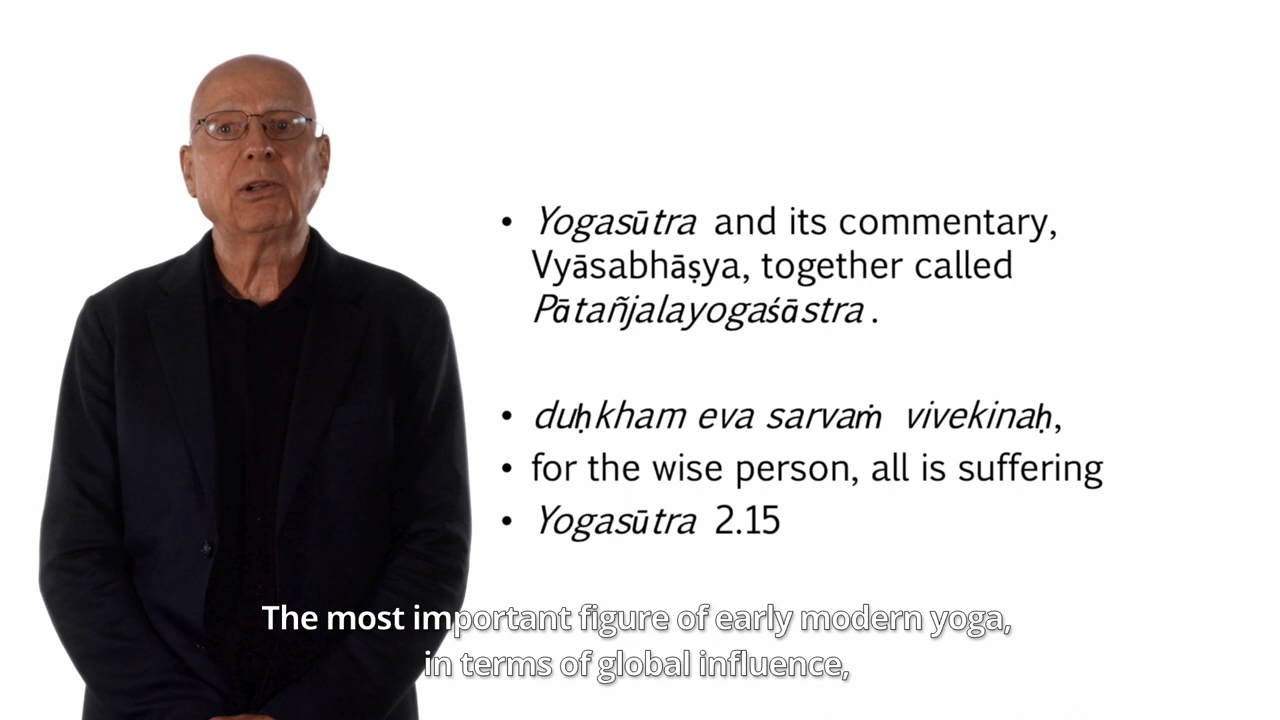 • Yogasūtra and its commentary,
Vyāsabhāṣya, together called
Pātañjalayogaśāstra.
• duḥkham eva sarvaṁ vivekinaḥ,
• for the wise person, all is suffering
• Yogasūtra 2.15
The most important figure of early modern yoga,
in terms of global influence,